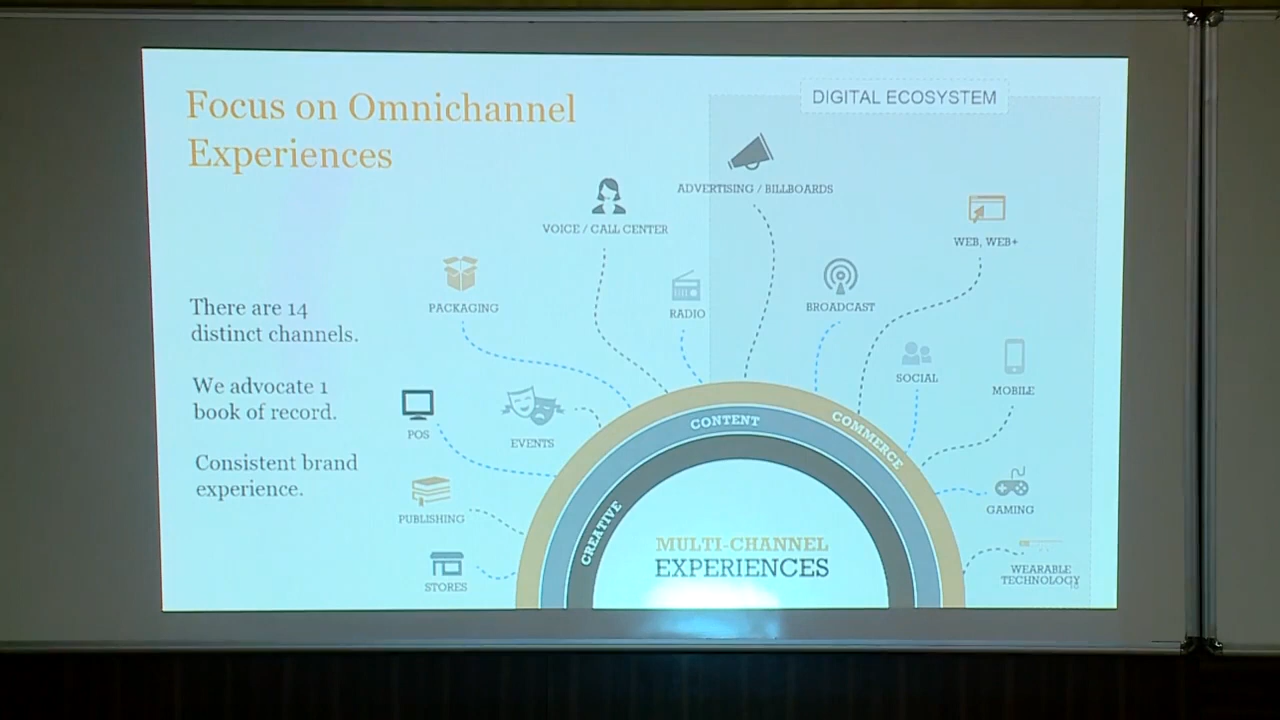 Focus on Omnichannel
Experiences
DIGITAL ECOSYSTEM
ADVERTISING / BILLBOARDS
VOICE / CALL CENTER
WEB, WEB+
PACKAGING
RADIO
BROADCAST
There are 14
distinct channels.
We advocate 1
book of record.
Consistent brand
experience.
SOCIAL
MOBILE
POS
EVENTS
CONTENT
COMMERCE
CREATIVE
PUBLISHING
GAMING
STORES
MULTI-CHANNEL
EXPERIENCES
WEARABLE
TECHNOLOGY